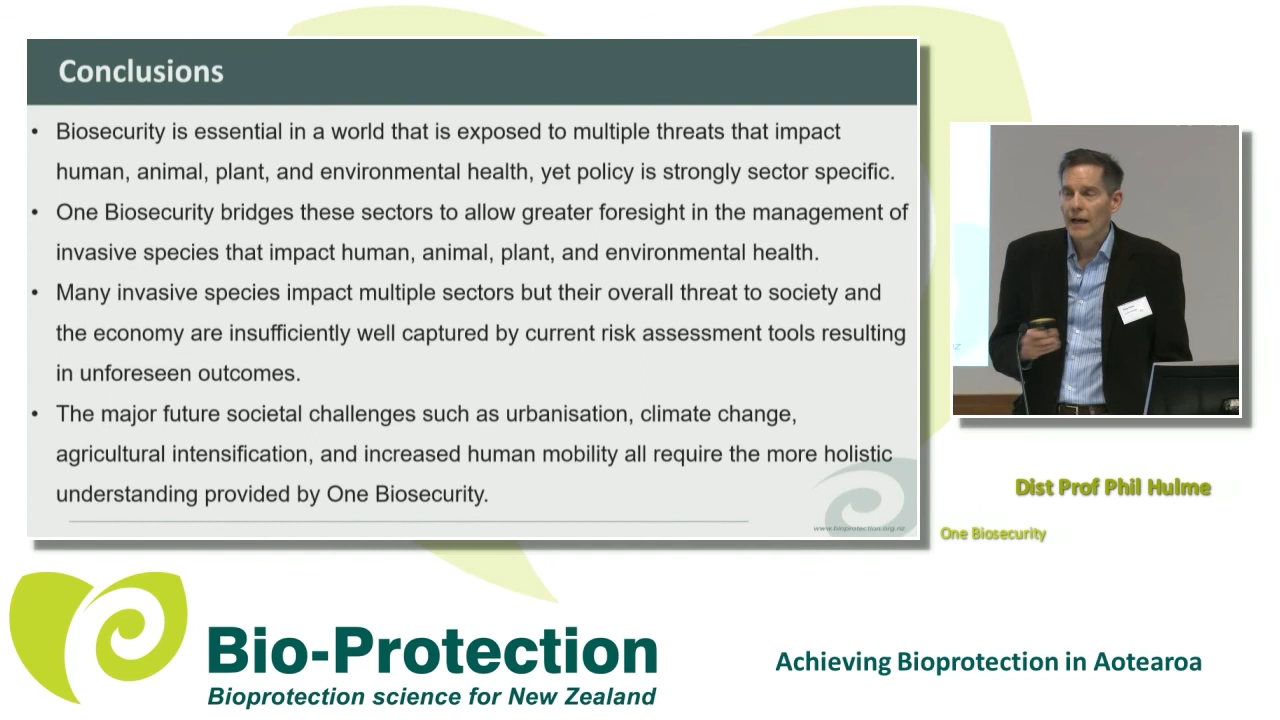 Conclusions
• Biosecurity is essential in a world that is exposed to multiple threats that impact
human, animal, plant, and environmental health, yet policy is strongly sector specific.
• One Biosecurity bridges these sectors to allow greater foresight in the management of
invasive species that impact human, animal, plant, and environmental health.
• Many invasive species impact multiple sectors but their overall threat to society and
the economy are insufficiently well captured by current risk assessment tools resulting
in unforeseen outcomes.
• The major future societal challenges such as urbanisation, climate change,
agricultural intensification, and increased human mobility all require the more holistic
understanding provided by One Biosecurity.
www.bioprotection.org.nz
Dist Prof Phil Hulme
One Biosecurity
Bio-Protection
Bioprotection science for New Zealand
Achieving Bioprotection in Aotearoa